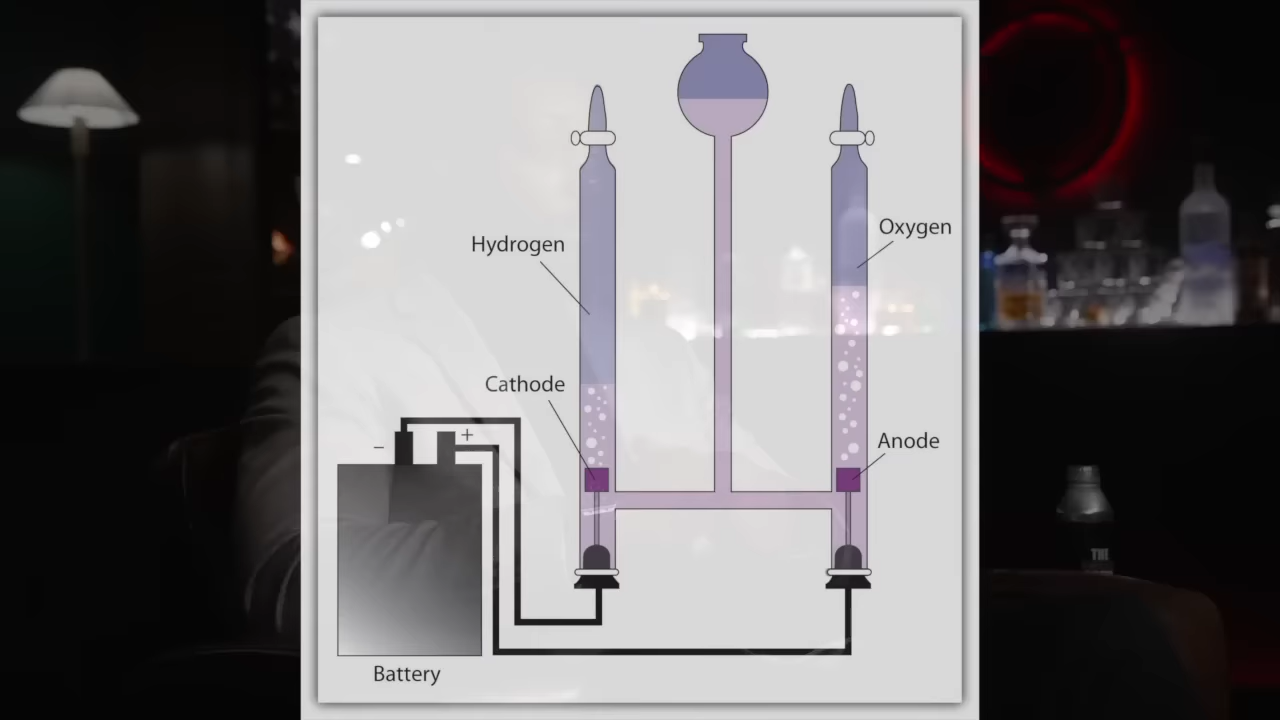 Hydrogen
Oxygen
Cathode
Anode
–
+
Battery